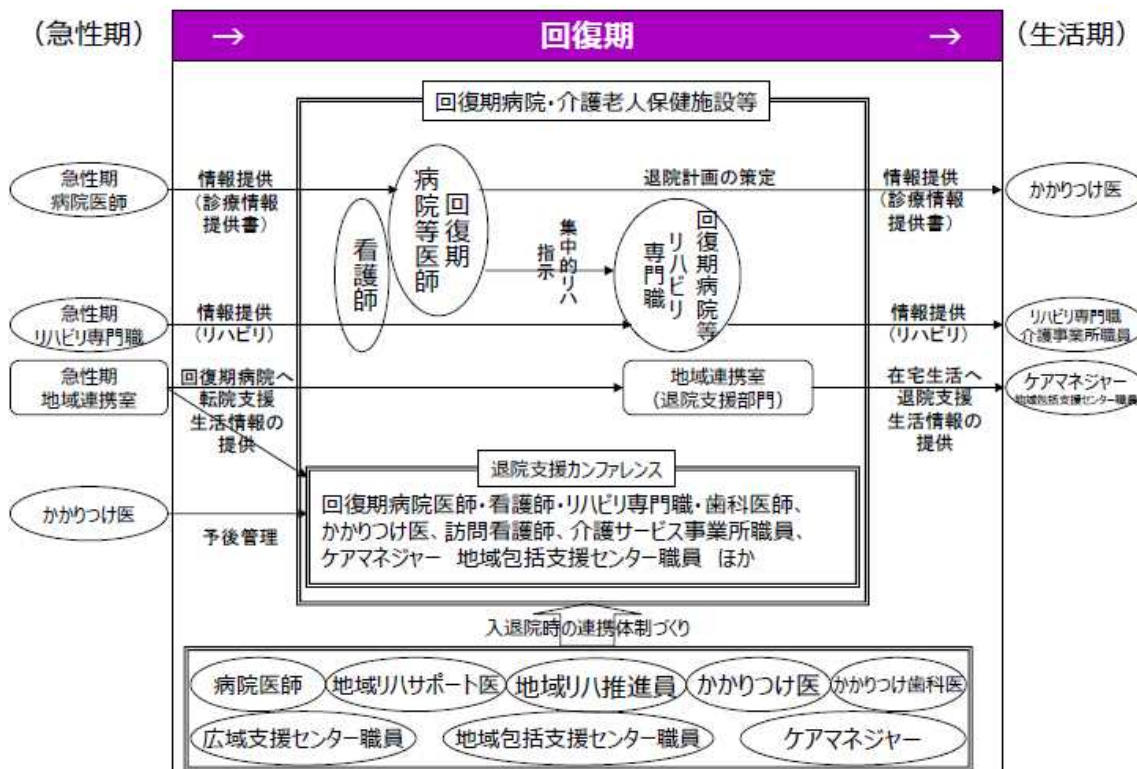 (急性期)
→ 回復期 →
(生活期)
回復期病院・介護老人保健施設等
急性期
病院医師
情報提供
(診療情報
提供書)
看護師
回復期
病院等医師
集中的リハ
指示
退院計画の策定
回復期病院等
リハビリ
専門職
情報提供
(診療情報
提供書)
かかりつけ医
急性期
リハビリ専門職
情報提供
(リハビリ)
情報提供
(リハビリ)
リハビリ専門職
介護事業所職員
急性期
地域連携室
回復期病院へ
転院支援
生活情報の
提供
地域連携室
(退院支援部門)
在宅生活へ
退院支援
生活情報の
提供
ケアマネジャー
地域包括支援センター職員
かかりつけ医
予後管理
退院支援カンファレンス
回復期病院医師・看護師・リハビリ専門職・歯科医師、
かかりつけ医、訪問看護師、介護サービス事業所職員、
ケアマネジャー 地域包括支援センター職員 ほか
入退院時の連携体制づくり
病院医師
地域リハサポート医
地域リハ推進員
かかりつけ医
かかりつけ歯科医
広域支援センター職員
地域包括支援センター職員
ケアマネジャー